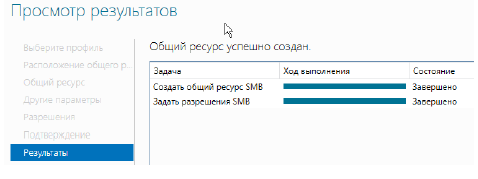 Просмотр результатов
Выберите профиль
Расположение общего р...
Общий ресурс
Другие параметры
Разрешения
Подтверждение
Результаты
Общий ресурс успешно создан.
Задача Ход выполнения Состояние
Создать общий ресурс SMB Завершено
Задать разрешения SMB Завершено